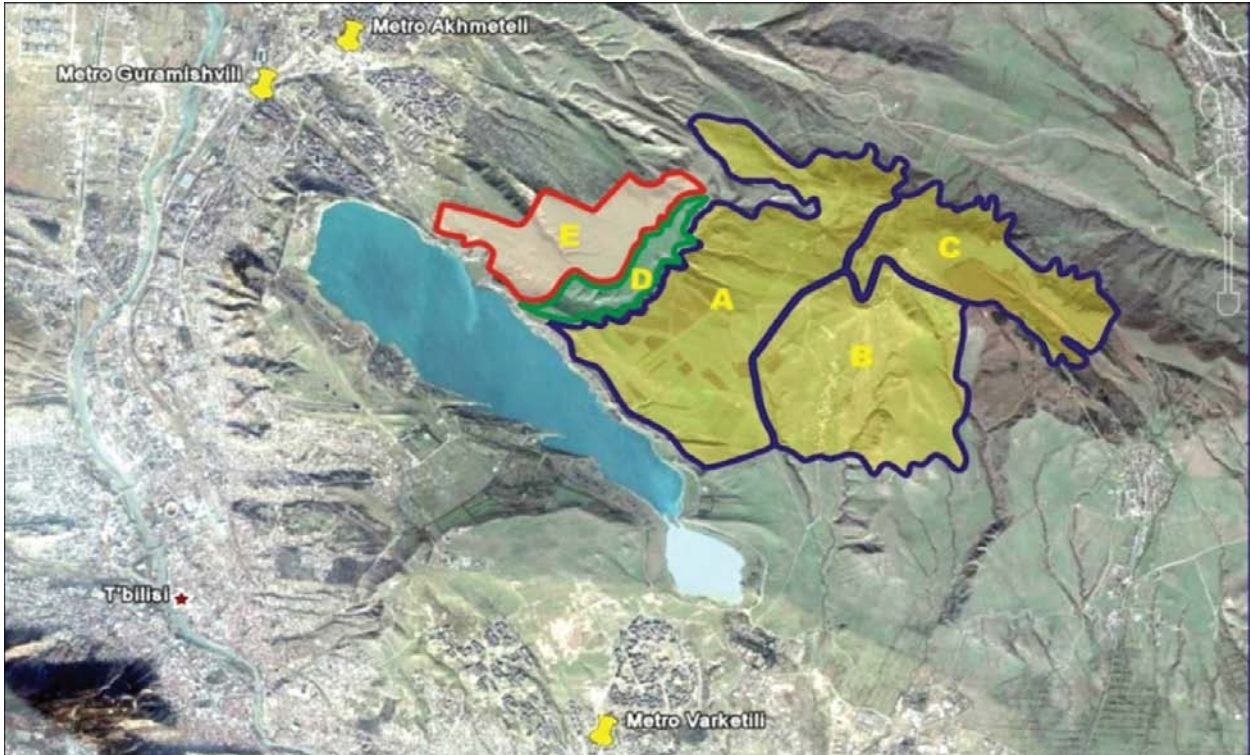 Metro Akhmeteli
Metro Guramishvili
C
E
D
A
B
T'bilisi
Metro Varketili